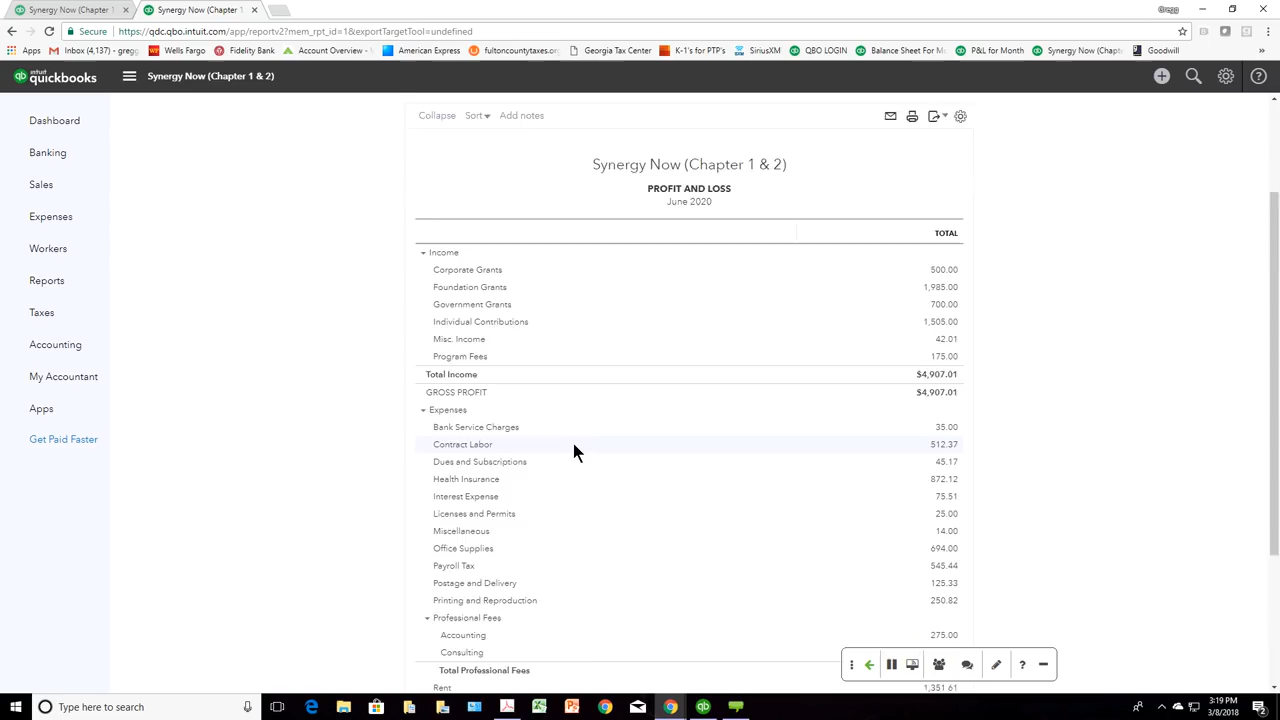 Synergy Now (Chapter 1
Synergy Now (Chapter 1
Gregg
Secure https://qdc.qbo.intuit.com/app/reportv2?mem_rpt_id=1&exportTargetTool=undefined
Apps Inbox (4,137) - gregg Wells Fargo Fidelity Bank Account Overview - American Express fultoncountytaxes.org Georgia Tax Center K-1's for PTP's SiriusXM QBO LOGIN Balance Sheet For M P&L for Month Synergy Now (Chapte Goodwill
intuit quickbooks Synergy Now (Chapter 1 & 2)
Dashboard
Banking
Sales
Expenses
Workers
Reports
Taxes
Accounting
My Accountant
Apps
Get Paid Faster
Collapse Sort Add notes
Synergy Now (Chapter 1 & 2)
PROFIT AND LOSS
June 2020
TOTAL
Income
Corporate Grants 500.00
Foundation Grants 1,985.00
Government Grants 700.00
Individual Contributions 1,505.00
Misc. Income 42.01
Program Fees 175.00
Total Income $4,907.01
GROSS PROFIT $4,907.01
Expenses
Bank Service Charges 35.00
Contract Labor 512.37
Dues and Subscriptions 45.17
Health Insurance 872.12
Interest Expense 75.51
Licenses and Permits 25.00
Miscellaneous 14.00
Office Supplies 694.00
Payroll Tax 545.44
Postage and Delivery 125.33
Printing and Reproduction 250.82
Professional Fees
Accounting 275.00
Consulting
Total Professional Fees
Rent 1,351.61
Type here to search
3:19 PM
3/8/2018